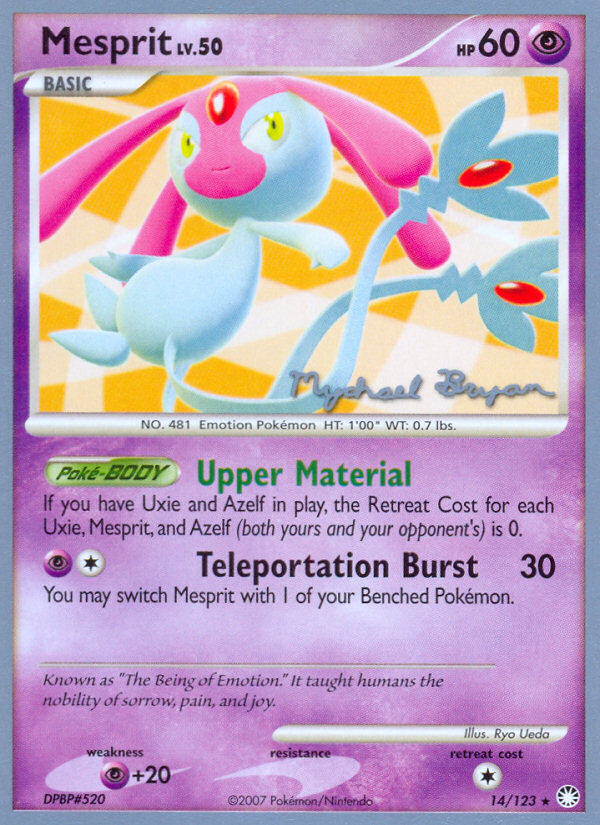 Mesprit LV.50 HP 60
BASIC
Mychael Bryan
NO. 481 Emotion Pokémon HT: 1'00" WT: 0.7 lbs.
Poké-BODY Upper Material
If you have Uxie and Azelf in play, the Retreat Cost for each
Uxie, Mesprit, and Azelf (both yours and your opponent's) is 0.
Teleportation Burst 30
You may switch Mesprit with 1 of your Benched Pokémon.
Known as "The Being of Emotion." It taught humans the
nobility of sorrow, pain, and joy.
Illus. Ryo Ueda
weakness resistance retreat cost
+20
DPBP#520 ©2007 Pokémon/Nintendo 14/123 ★